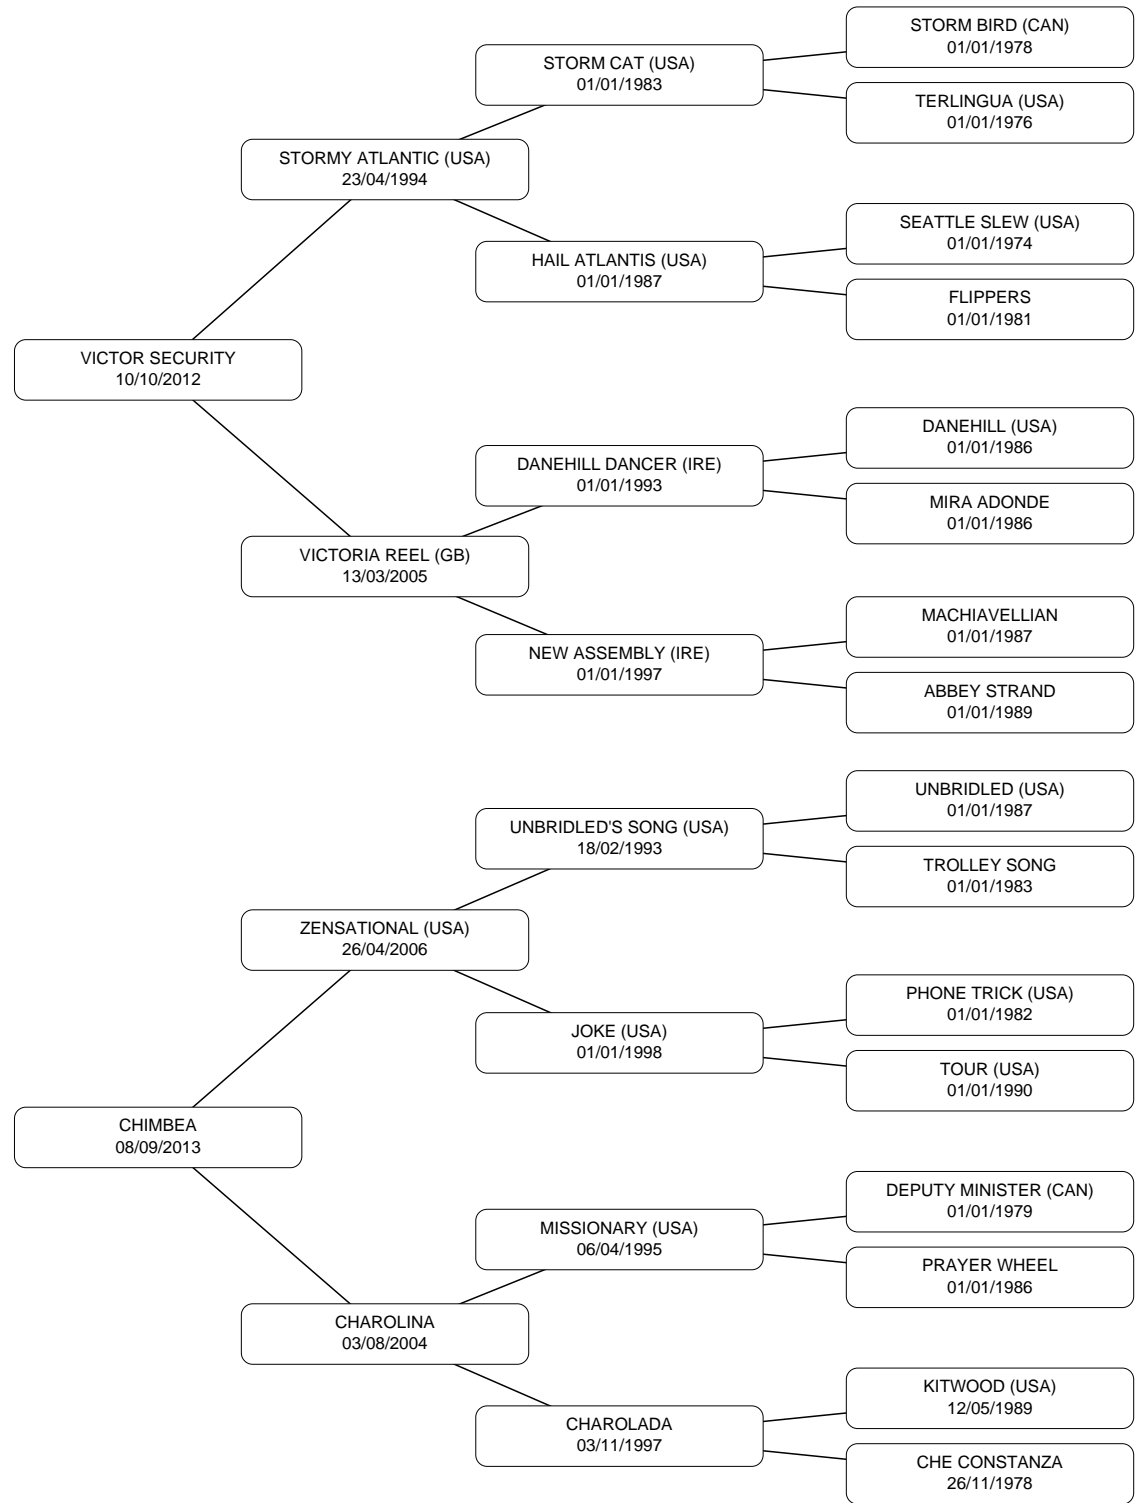 STORM BIRD (CAN)
01/01/1978
STORM CAT (USA)
01/01/1983
TERLINGUA (USA)
01/01/1976
STORMY ATLANTIC (USA)
23/04/1994
SEATTLE SLEW (USA)
01/01/1974
HAIL ATLANTIS (USA)
01/01/1987
FLIPPERS
01/01/1981
VICTOR SECURITY
10/10/2012
DANEHILL (USA)
01/01/1986
DANEHILL DANCER (IRE)
01/01/1993
MIRA ADONDE
01/01/1986
VICTORIA REEL (GB)
13/03/2005
MACHIAVELLIAN
01/01/1987
NEW ASSEMBLY (IRE)
01/01/1997
ABBEY STRAND
01/01/1989
UNBRIDLED (USA)
01/01/1987
UNBRIDLED'S SONG (USA)
18/02/1993
TROLLEY SONG
01/01/1983
ZENSATIONAL (USA)
26/04/2006
PHONE TRICK (USA)
01/01/1982
JOKE (USA)
01/01/1998
TOUR (USA)
01/01/1990
CHIMBEA
08/09/2013
DEPUTY MINISTER (CAN)
01/01/1979
MISSIONARY (USA)
06/04/1995
PRAYER WHEEL
01/01/1986
CHAROLINA
03/08/2004
KITWOOD (USA)
12/05/1989
CHAROLADA
03/11/1997
CHE CONSTANZA
26/11/1978